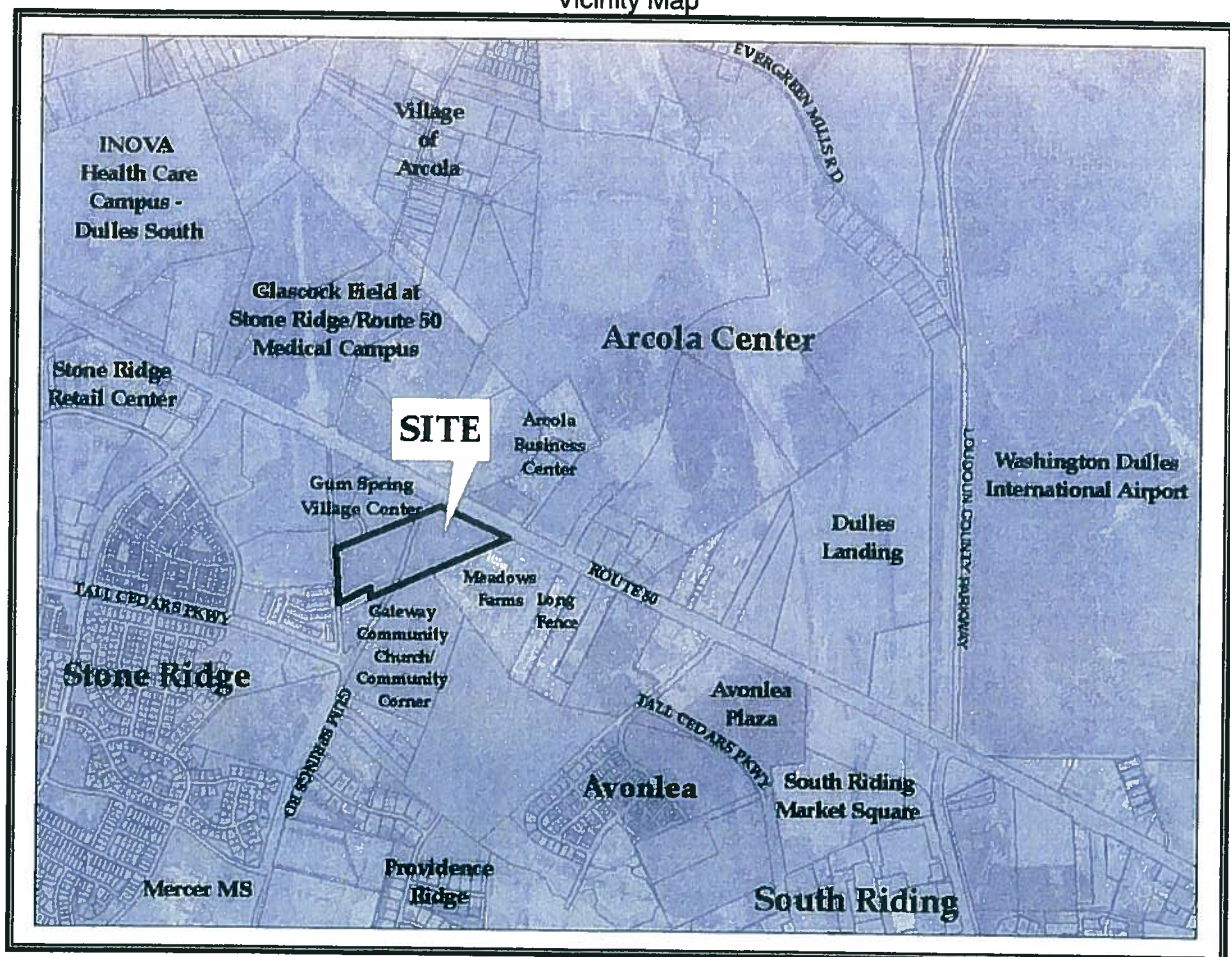 Vicinity Map
EVERGREEN MILLS RD
Village
of
Arcola
INOVA
Health Care
Campus -
Dulles South
Glascock Field at
Stone Ridge/Route 50
Medical Campus
Arcola Center
Stone Ridge
Retail Center
SITE
Arcola
Business
Center
Washington Dulles
International Airport
LOUDOUN COUNTY PARKWAY
Gum Spring
Village Center
Dulles
Landing
ROUTE 50
Meadows
Farms
Long
Fence
TALL CEDARS PKWY
Gateway
Community
Church/
Community
Corner
Stone Ridge
GUM SPRINGS RD
Avonlea
Plaza
TALL CEDARS PKWY
Avonlea
South Riding
Market Square
Mercer MS
Providence
Ridge
South Riding